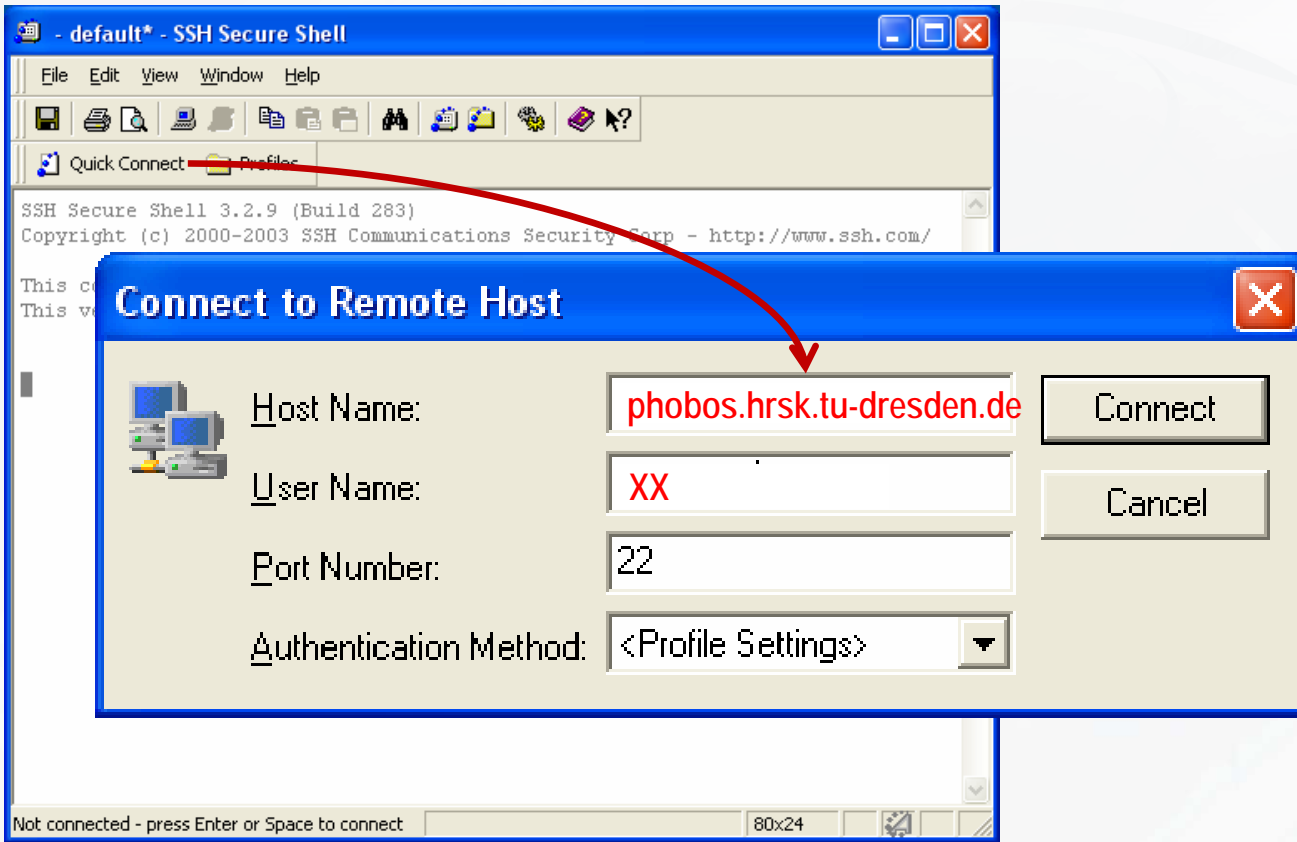 - default* - SSH Secure Shell
File Edit View Window Help
Quick Connect Profiles
SSH Secure Shell 3.2.9 (Build 283)
Copyright (c) 2000-2003 SSH Communications Security Corp - http://www.ssh.com/
This
This
Connect to Remote Host
Host Name: phobos.hrsk.tu-dresden.de Connect
User Name: XX Cancel
Port Number: 22
Authentication Method: <Profile Settings>
Not connected - press Enter or Space to connect 80x24